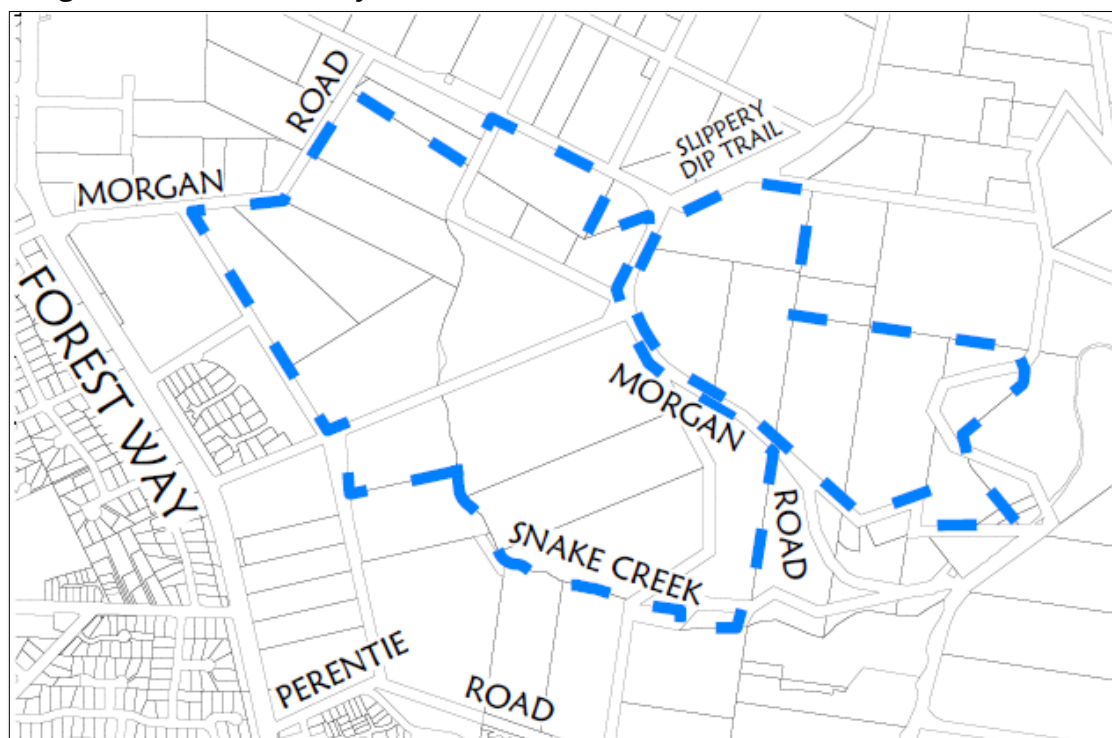 ROAD
SLIPPERY
DIP TRAIL
MORGAN
FOREST WAY
MORGAN
ROAD
SNAKE CREEK
PERENTIE
ROAD